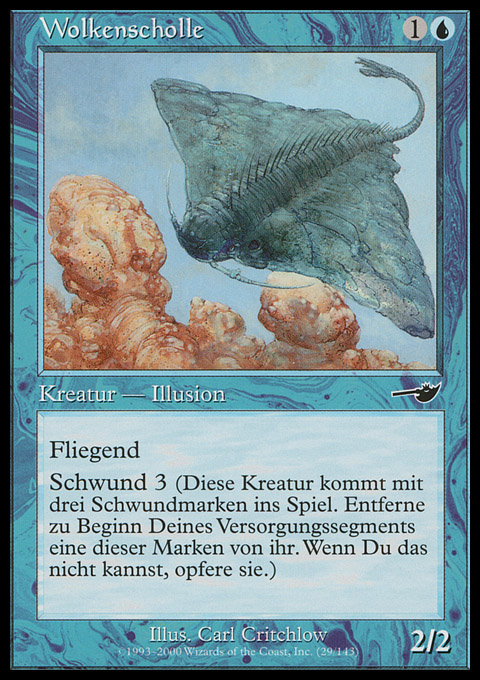 Wolkenscholle
1
Kreatur — Illusion
Fliegend
Schwund 3 (Diese Kreatur kommt mit
drei Schwundmarken ins Spiel. Entferne
zu Beginn Deines Versorgungssegments
eine dieser Marken von ihr. Wenn Du das
nicht kannst, opfere sie.)
Illus. Carl Critchlow
©1993–2000 Wizards of the Coast, Inc. (29/143)
2/2